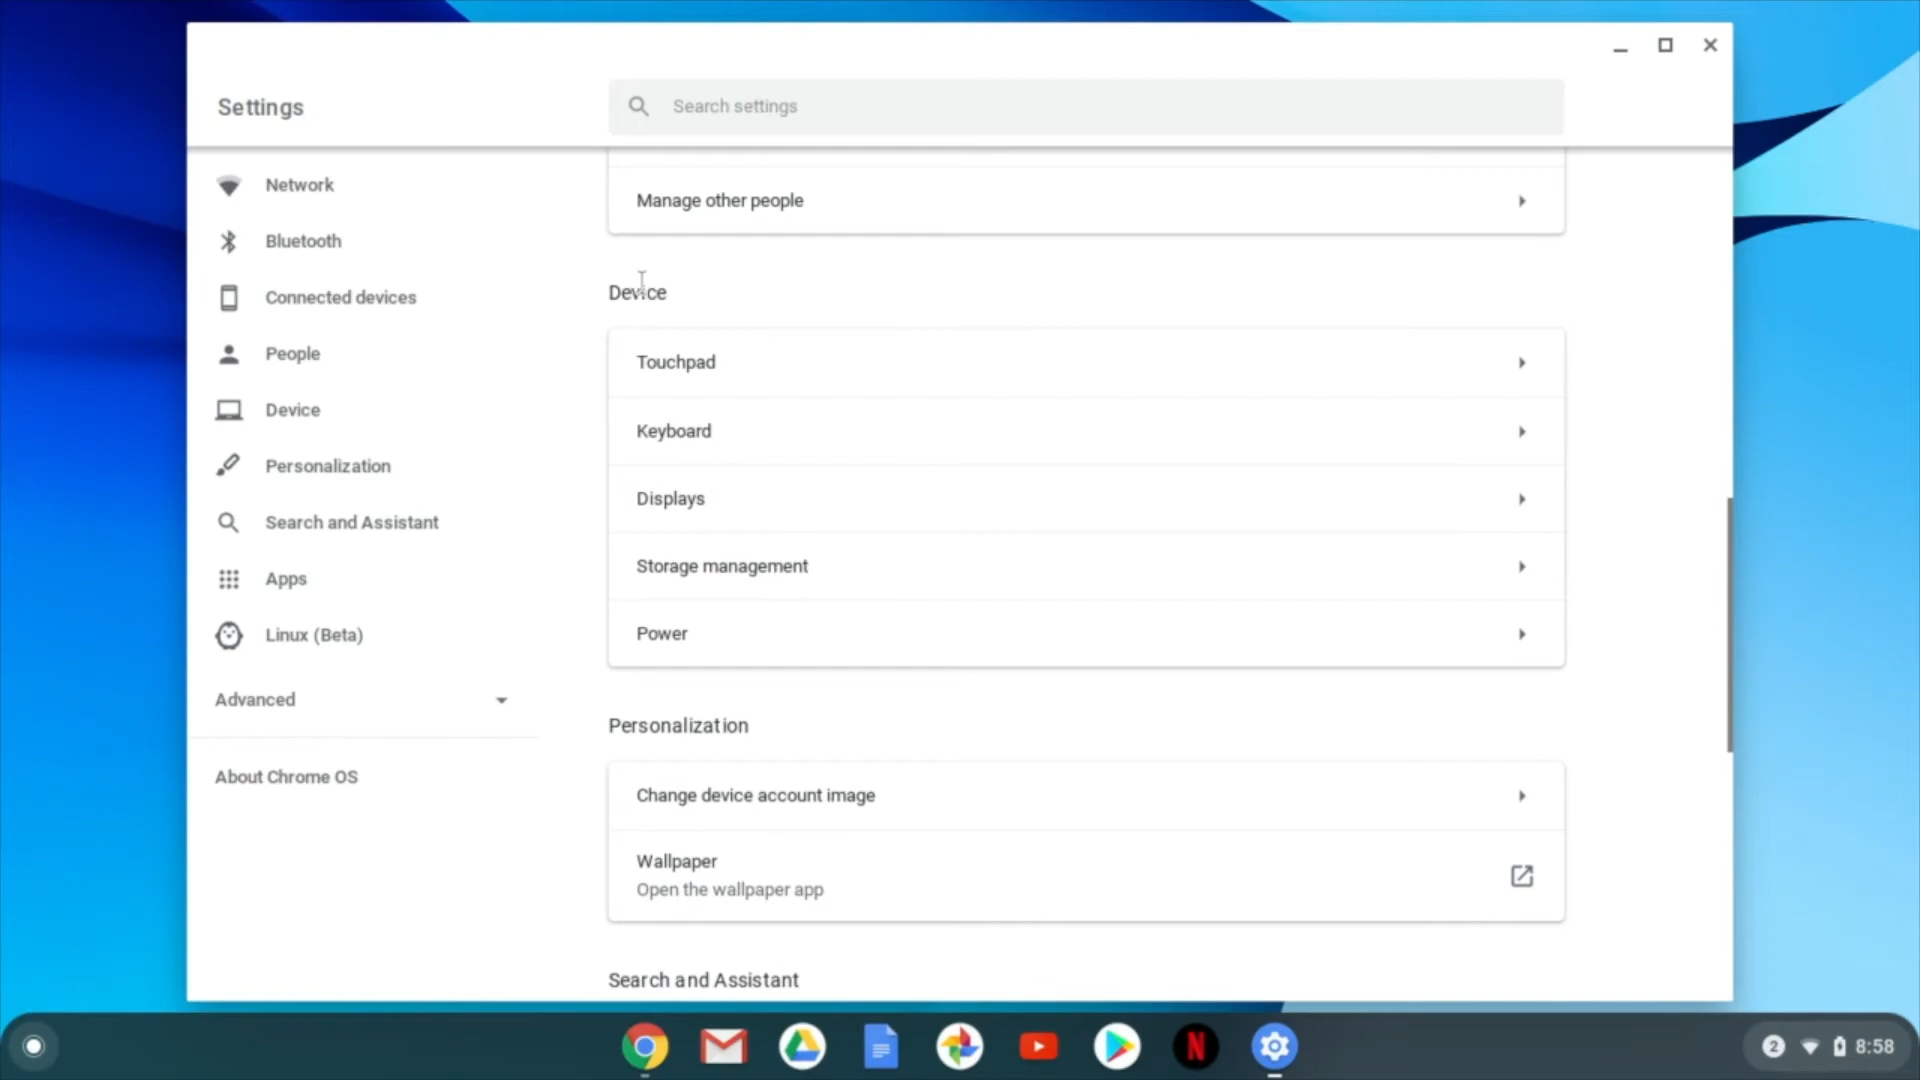 Settings
Search settings
Network
Bluetooth
Connected devices
People
Device
Personalization
Search and Assistant
Apps
Linux (Beta)
Advanced
About Chrome OS
Manage other people
Device
Touchpad
Keyboard
Displays
Storage management
Power
Personalization
Change device account image
Wallpaper
Open the wallpaper app
Search and Assistant
N
2
8:58